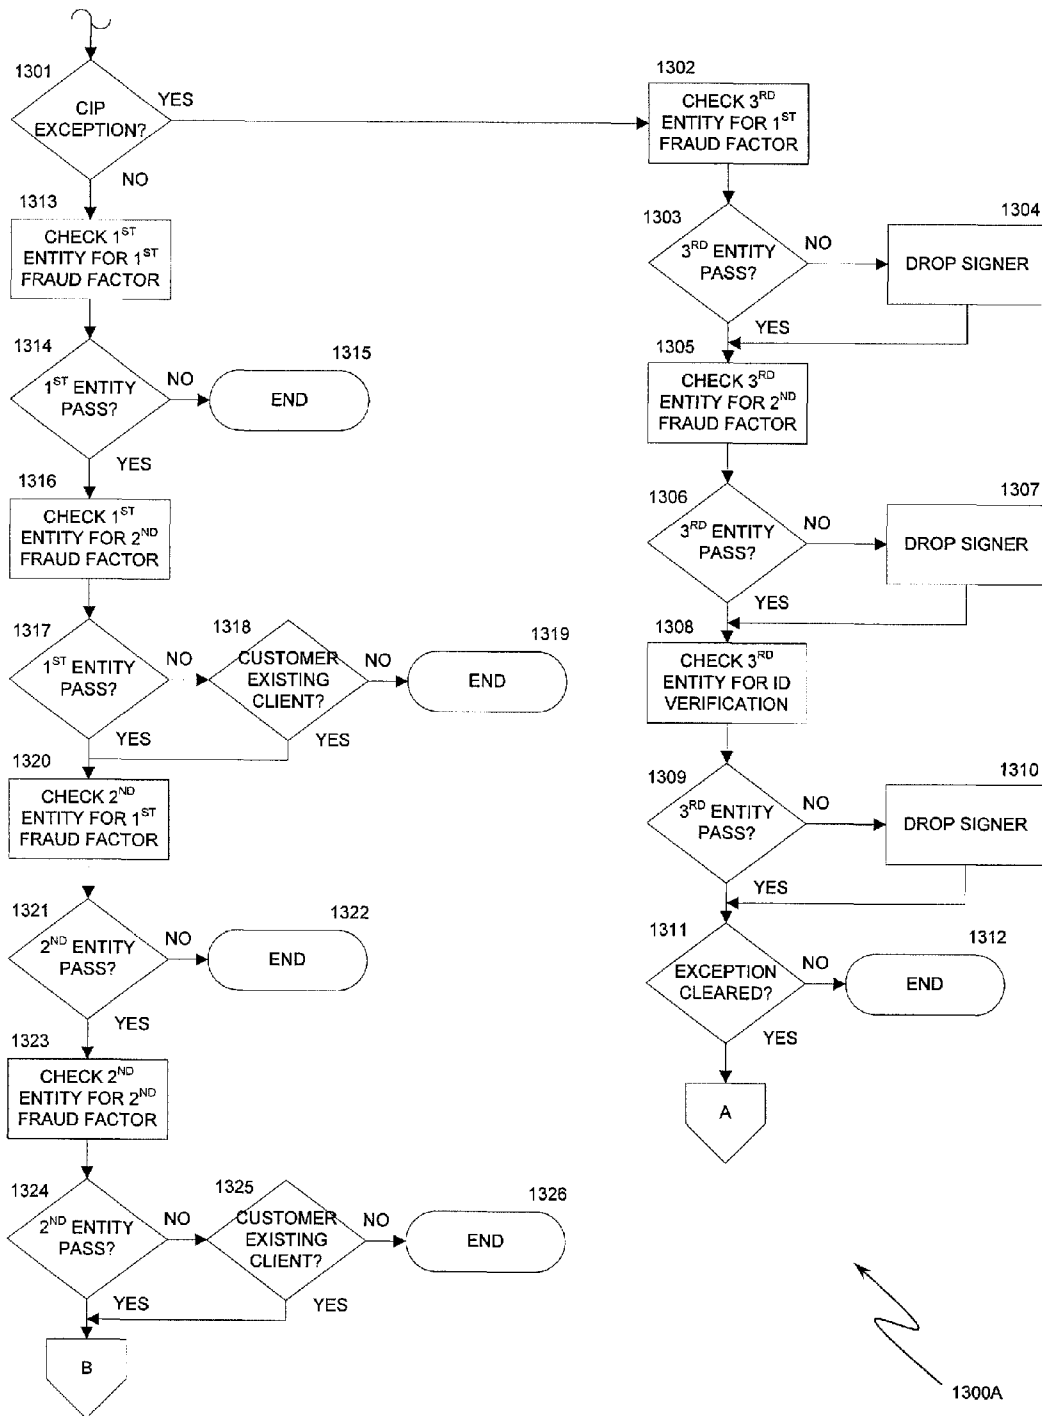 1301
CIP
EXCEPTION?
YES
NO
1302
CHECK 3RD
ENTITY FOR 1ST
FRAUD FACTOR
1303
3RD ENTITY
PASS?
NO
YES
1304
DROP SIGNER
1305
CHECK 3RD
ENTITY FOR 2ND
FRAUD FACTOR
1306
3RD ENTITY
PASS?
NO
YES
1307
DROP SIGNER
1308
CHECK 3RD
ENTITY FOR ID
VERIFICATION
1309
3RD ENTITY
PASS?
NO
YES
1310
DROP SIGNER
1311
EXCEPTION
CLEARED?
NO
YES
1312
END
A
1313
CHECK 1ST
ENTITY FOR 1ST
FRAUD FACTOR
1314
1ST ENTITY
PASS?
NO
YES
1315
END
1316
CHECK 1ST
ENTITY FOR 2ND
FRAUD FACTOR
1317
1ST ENTITY
PASS?
NO
YES
1318
CUSTOMER
EXISTING
CLIENT?
NO
YES
1319
END
1320
CHECK 2ND
ENTITY FOR 1ST
FRAUD FACTOR
1321
2ND ENTITY
PASS?
NO
YES
1322
END
1323
CHECK 2ND
ENTITY FOR 2ND
FRAUD FACTOR
1324
2ND ENTITY
PASS?
NO
YES
1325
CUSTOMER
EXISTING
CLIENT?
NO
YES
1326
END
B
1300A